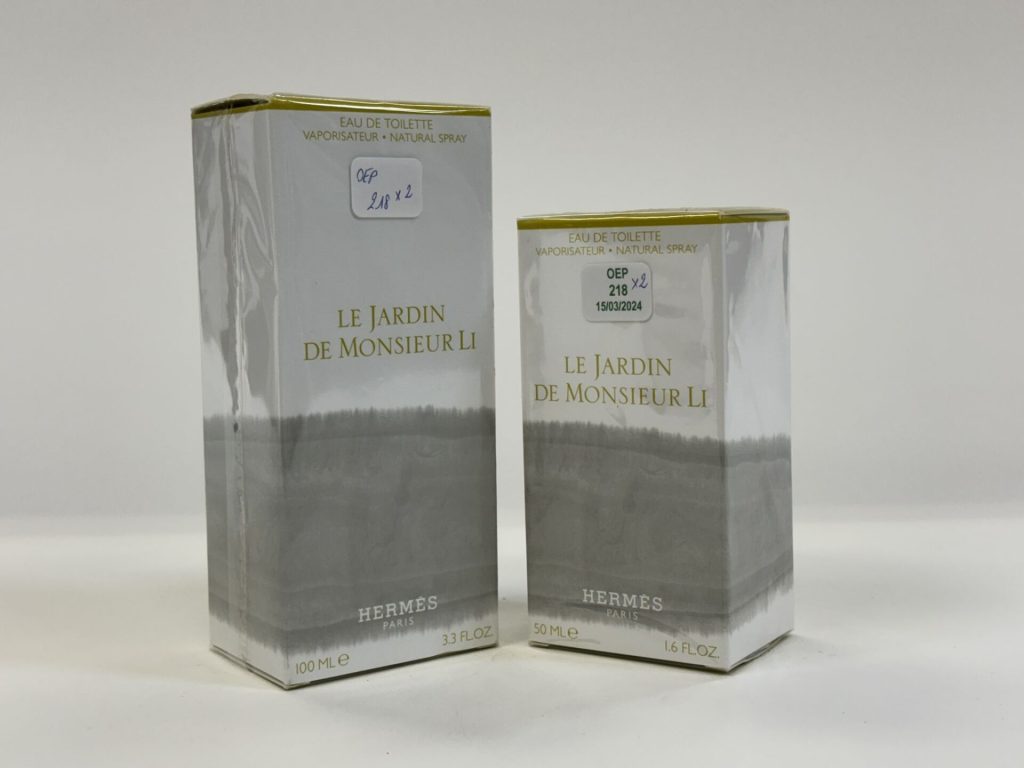 EAU DE TOILETTE
VAPORISATEUR • NATURAL SPRAY
OEP
218 x 2
LE JARDIN
DE MONSIEUR LI
HERMÈS
PARIS
100 ML e
3.3 FL.OZ.
EAU DE TOILETTE
VAPORISATEUR • NATURAL SPRAY
OEP
218 x2
15/03/2024
LE JARDIN
DE MONSIEUR LI
HERMÈS
PARIS
50 ML e
1.6 FL.OZ.